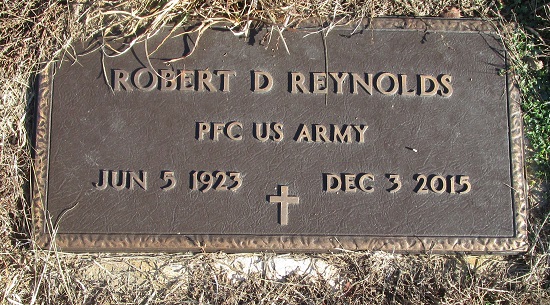 ROBERT D REYNOLDS
PFC US ARMY
JUN 5 1923 DEC 3 2015